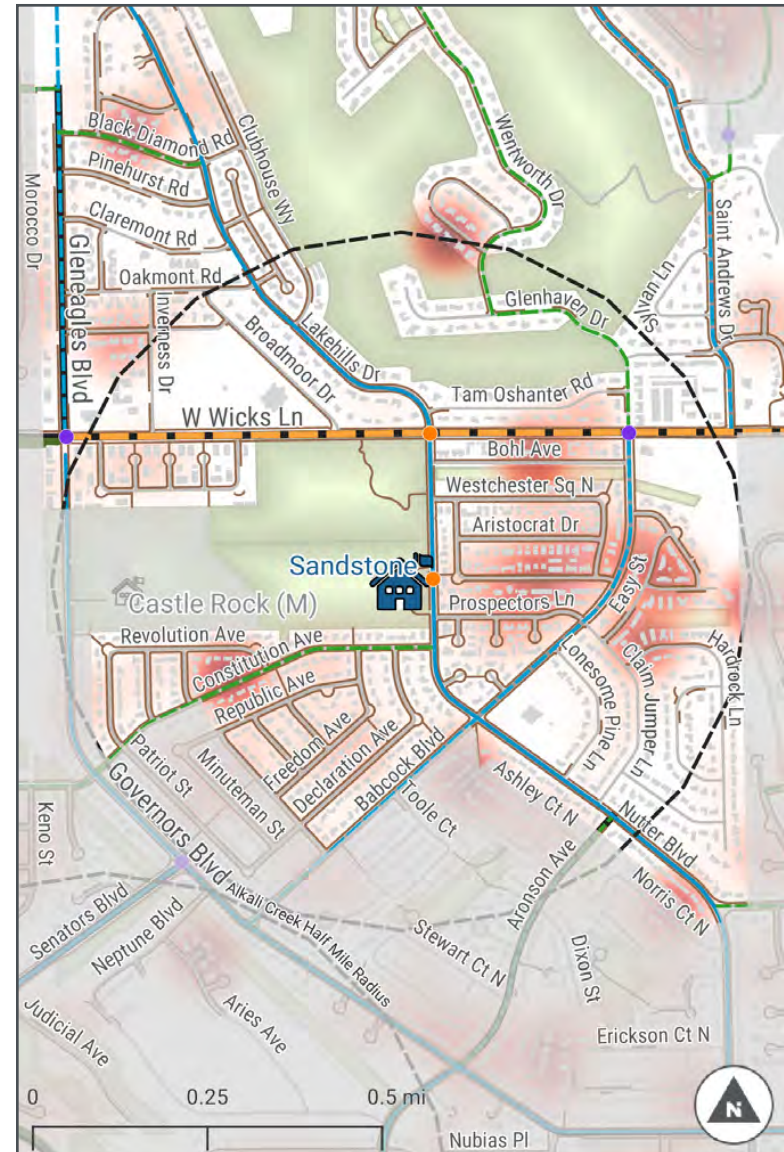 Black Diamond Rd
Clubhouse Wy
Wentworth Dr
Pinehurst Rd
Morocco Dr
Claremont Rd
Saint Andrews Dr
Gleneagles Blvd
Oakmont Rd
Inverness Dr
Sylvan Ln
Glenhaven Dr
Broadmoor Dr
Lakehills Dr
Tam Oshanter Rd
W Wicks Ln
Bohl Ave
Westchester Sq N
Aristocrat Dr
Sandstone
Easy St
Castle Rock (M)
Prospectors Ln
Revolution Ave
Constitution Ave
Republic Ave
Lonesome Pine Ln
Claim Jumper Ln
Hardrock Ln
Patriot St
Minuteman St
Freedom Ave
Declaration Ave
Babcock Blvd
Toole Ct
Ashley Ct N
Governors Blvd
Keno St
Nutter Blvd
Aronson Ave
Norris Ct N
Senators Blvd
Neptune Blvd
Alkali Creek Half Mile Radius
Stewart Ct N
Dixon St
Judicial Ave
Aries Ave
Erickson Ct N
0 0.25 0.5 mi
N
Nubias Pl